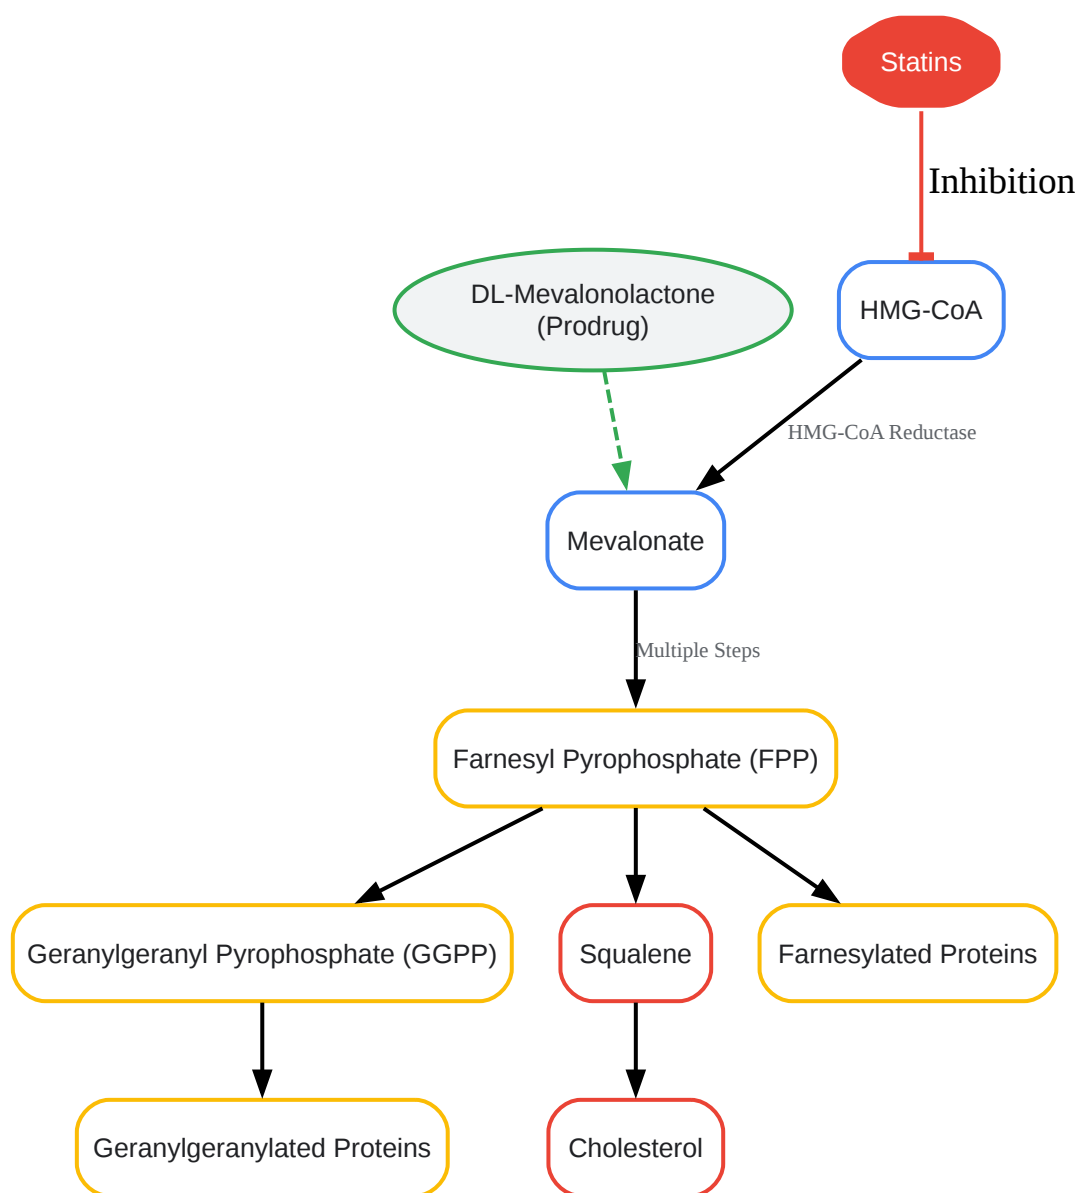 Statins
Inhibition
DL-Mevalonolactone
(Prodrug)
HMG-CoA
HMG-CoA Reductase
Mevalonate
Multiple Steps
Farnesyl Pyrophosphate (FPP)
Geranylgeranyl Pyrophosphate (GGPP)
Squalene
Farnesylated Proteins
Geranylgeranylated Proteins
Cholesterol